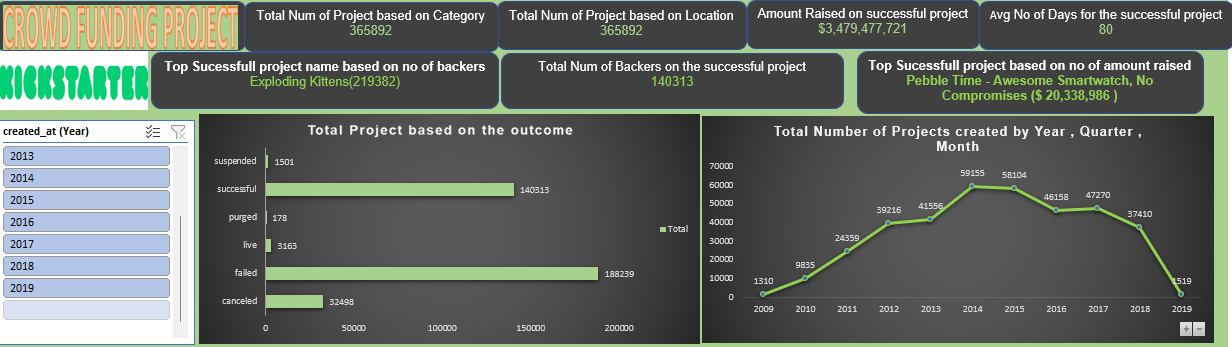 CROWD FUNDING PROJECT
Total Num of Project based on Category
365892
Total Num of Project based on Location
365892
Amount Raised on successful project
$3,479,477,721
Avg No of Days for the successful project
80
KICKSTARTER
Top Sucessfull project name based on no of backers
Exploding Kittens(219382)
Total Num of Backers on the successful project
140313
Top Sucessfull project based on no of amount raised
Pebble Time - Awesome Smartwatch, No
Compromises ($ 20,338,986 )
created_at (Year)
2013
2014
2015
2016
2017
2018
2019
Total Project based on the outcome
suspended
1501
successful
140313
purged
178
live
3163
failed
188239
canceled
32498
0
50000
100000
150000
200000
Total
Total Number of Projects created by Year , Quarter ,
Month
70000
60000
50000
40000
30000
20000
10000
0
1310
9835
24359
39216
41556
59155
58104
46158
47270
37410
1519
2009
2010
2011
2012
2013
2014
2015
2016
2017
2018
2019
+ −